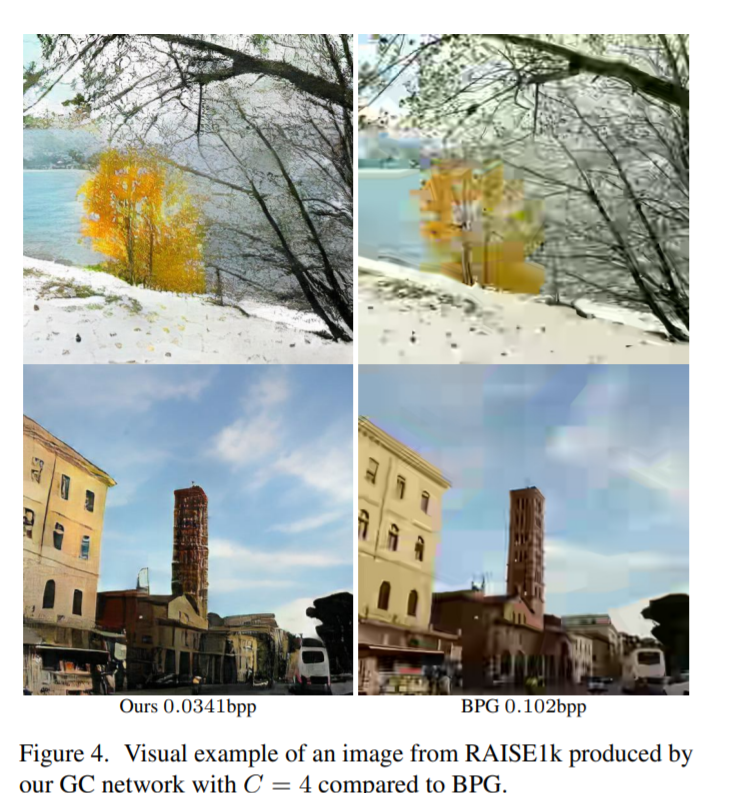 Ours 0.0341bpp
BPG 0.102bpp
Figure 4. Visual example of an image from RAISE1k produced by
our GC network with C = 4 compared to BPG.